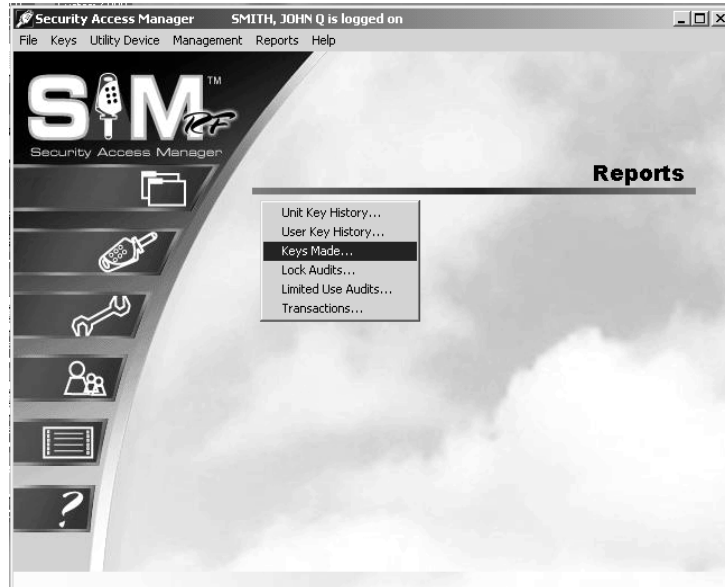 Security Access Manager SMITH, JOHN Q is logged on
File Keys Utility Device Management Reports Help
SAM TM
RF
Security Access Manager
Reports
Unit Key History...
User Key History...
Keys Made...
Lock Audits...
Limited Use Audits...
Transactions...
?